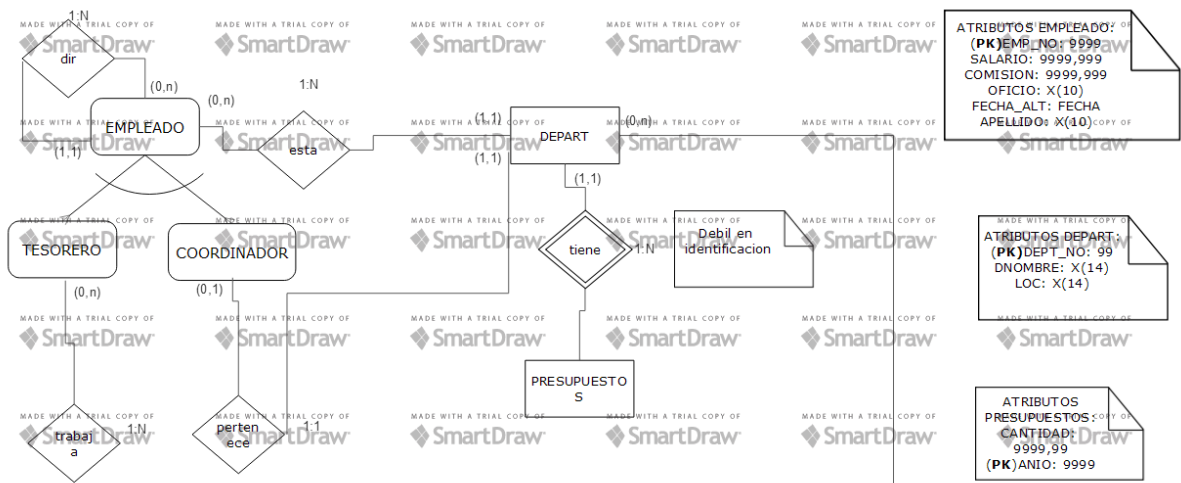 1:N
dir
(0,n)
EMPLEADO
(1,1)
(0,n)
1:N
esta
(1,1)
(1,1)
DEPART
(0,n)
(1,1)
TESORERO
COORDINADOR
(0,n)
(0,1)
tiene
1:N
Debil en
identificacion
PRESUPUESTO
S
trabaj
a
1:N
perten
ece
1:1
ATRIBUTOS EMPLEADO:
(PK)EMP_NO: 9999
SALARIO: 9999,999
COMISION: 9999,999
OFICIO: X(10)
FECHA_ALT: FECHA
APELLIDO: X(10)
ATRIBUTOS DEPART:
(PK)DEPT_NO: 99
DNOMBRE: X(14)
LOC: X(14)
ATRIBUTOS
PRESUPUESTOS:
CANTIDAD:
9999,99
(PK)ANIO: 9999
MADE WITH A TRIAL COPY OF
SmartDraw